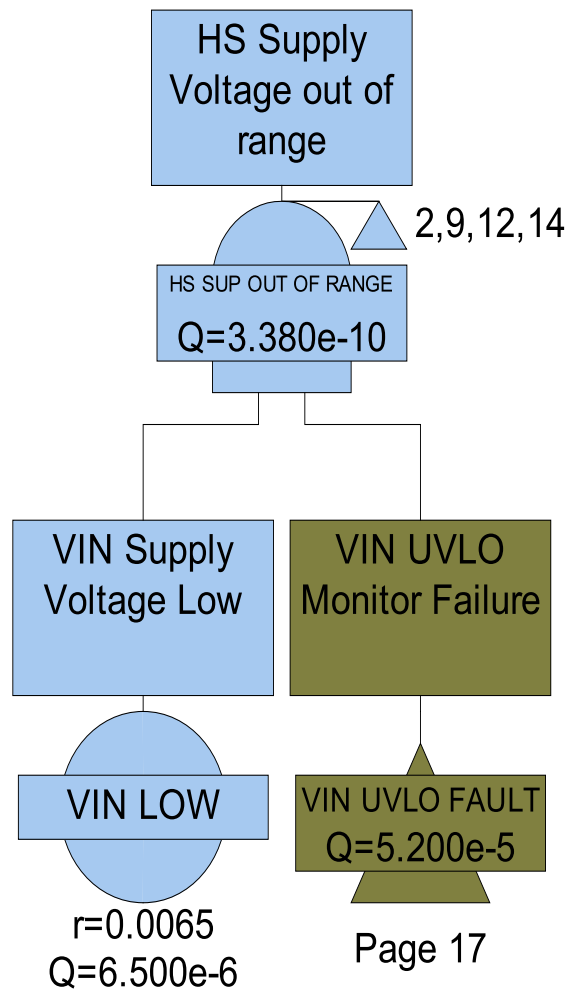 HS Supply
Voltage out of
range
2,9,12,14
HS SUP OUT OF RANGE
Q=3.380e-10
VIN Supply
Voltage Low
VIN UVLO
Monitor Failure
VIN LOW
r=0.0065
Q=6.500e-6
VIN UVLO FAULT
Q=5.200e-5
Page 17